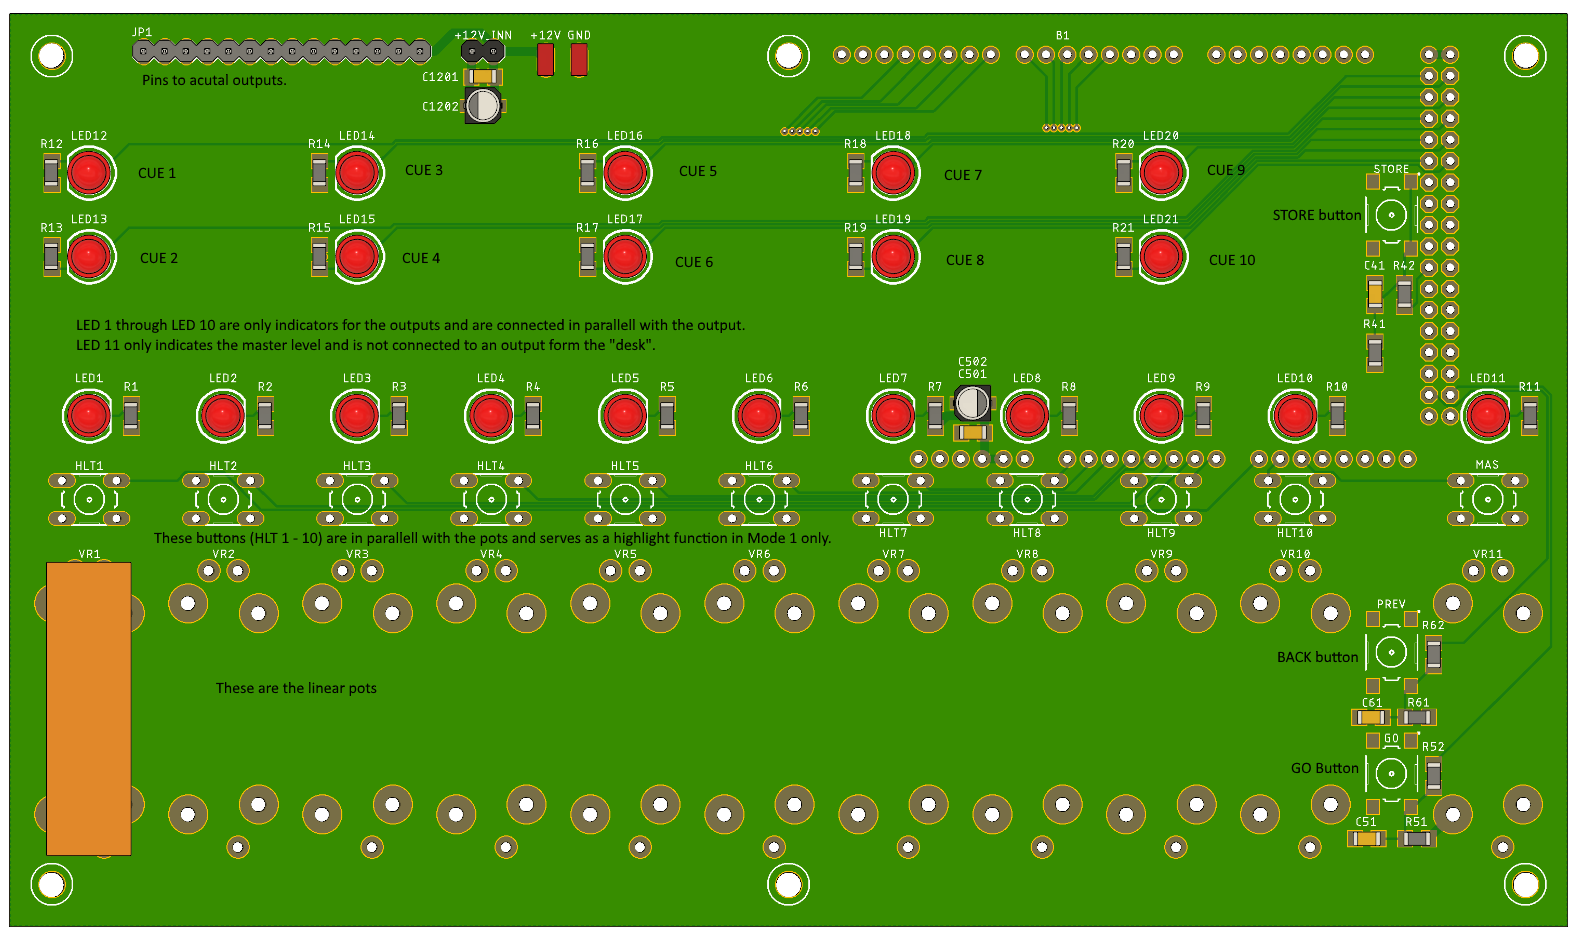 JP1
+12V INN +12V GND
B1
Pins to acutal outputs.
C1201
C1202
LED12 LED14 LED16 LED18 LED20
R12 R14 R16 R18 R20
CUE 1 CUE 3 CUE 5 CUE 7 CUE 9
STORE
STORE button
LED13 LED15 LED17 LED19 LED21
R13 R15 R17 R19 R21
CUE 2 CUE 4 CUE 6 CUE 8 CUE 10
C41 R42
R41
LED 1 through LED 10 are only indicators for the outputs and are connected in parallell with the output.
LED 11 only indicates the master level and is not connected to an output form the "desk".
C502
C501
LED1 R1 LED2 R2 LED3 R3 LED4 R4 LED5 R5 LED6 R6 LED7 R7 LED8 R8 LED9 R9 LED10 R10 LED11 R11
HLT1 HLT2 HLT3 HLT4 HLT5 HLT6 MAS
HLT7 HLT8 HLT9 HLT10
These buttons (HLT 1 - 10) are in parallell with the pots and serves as a highlight function in Mode 1 only.
VR1 VR2 VR3 VR4 VR5 VR6 VR7 VR8 VR9 VR10 VR11
PREV
R62
BACK button
These are the linear pots
C61 R61
GO
R52
GO Button
C51 R51